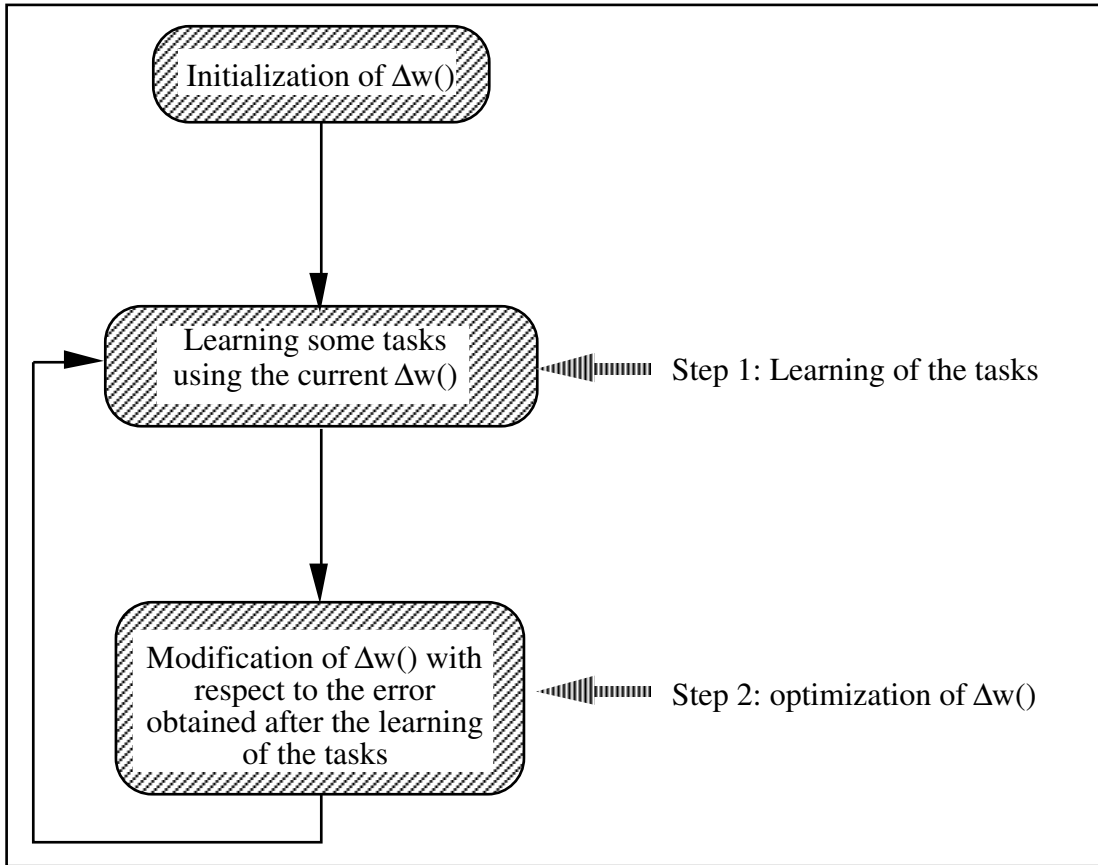 Initialization of Δw()
Learning some tasks
using the current Δw()
Step 1: Learning of the tasks
Modification of Δw() with
respect to the error
obtained after the learning
of the tasks
Step 2: optimization of Δw()